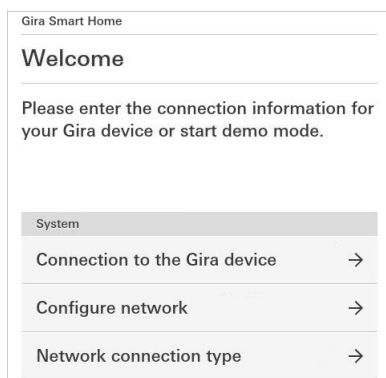 Gira Smart Home
Welcome
Please enter the connection information for
your Gira device or start demo mode.
System
Connection to the Gira device
Configure network
Network connection type